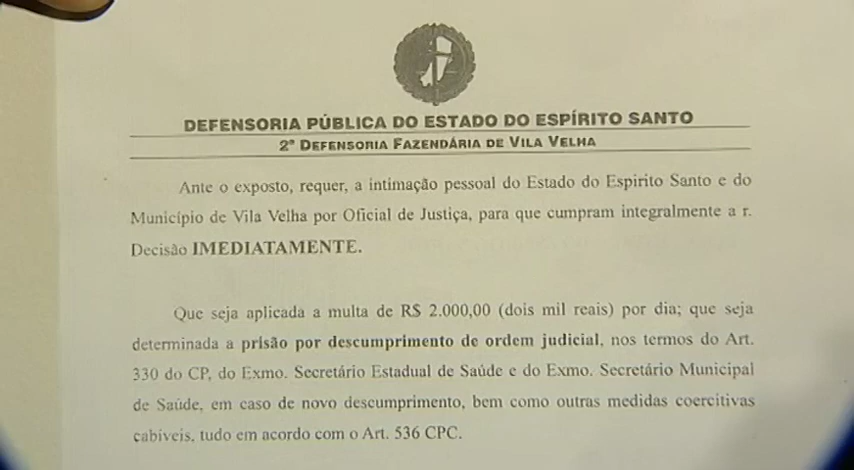 DEFENSORIA PÚBLICA DO ESTADO DO ESPÍRITO SANTO
2ª DEFENSORIA FAZENDÁRIA DE VILA VELHA
Ante o exposto, requer, a intimação pessoal do Estado do Espirito Santo e do
Município de Vila Velha por Oficial de Justiça, para que cumpram integralmente a r.
Decisão IMEDIATAMENTE.
Que seja aplicada a multa de R$ 2.000,00 (dois mil reais) por dia; que seja
determinada a prisão por descumprimento de ordem judicial, nos termos do Art.
330 do CP, do Exmo. Secretário Estadual de Saúde e do Exmo. Secretário Municipal
de Saúde, em caso de novo descumprimento, bem como outras medidas coercitivas
cabíveis, tudo em acordo com o Art. 536 CPC.